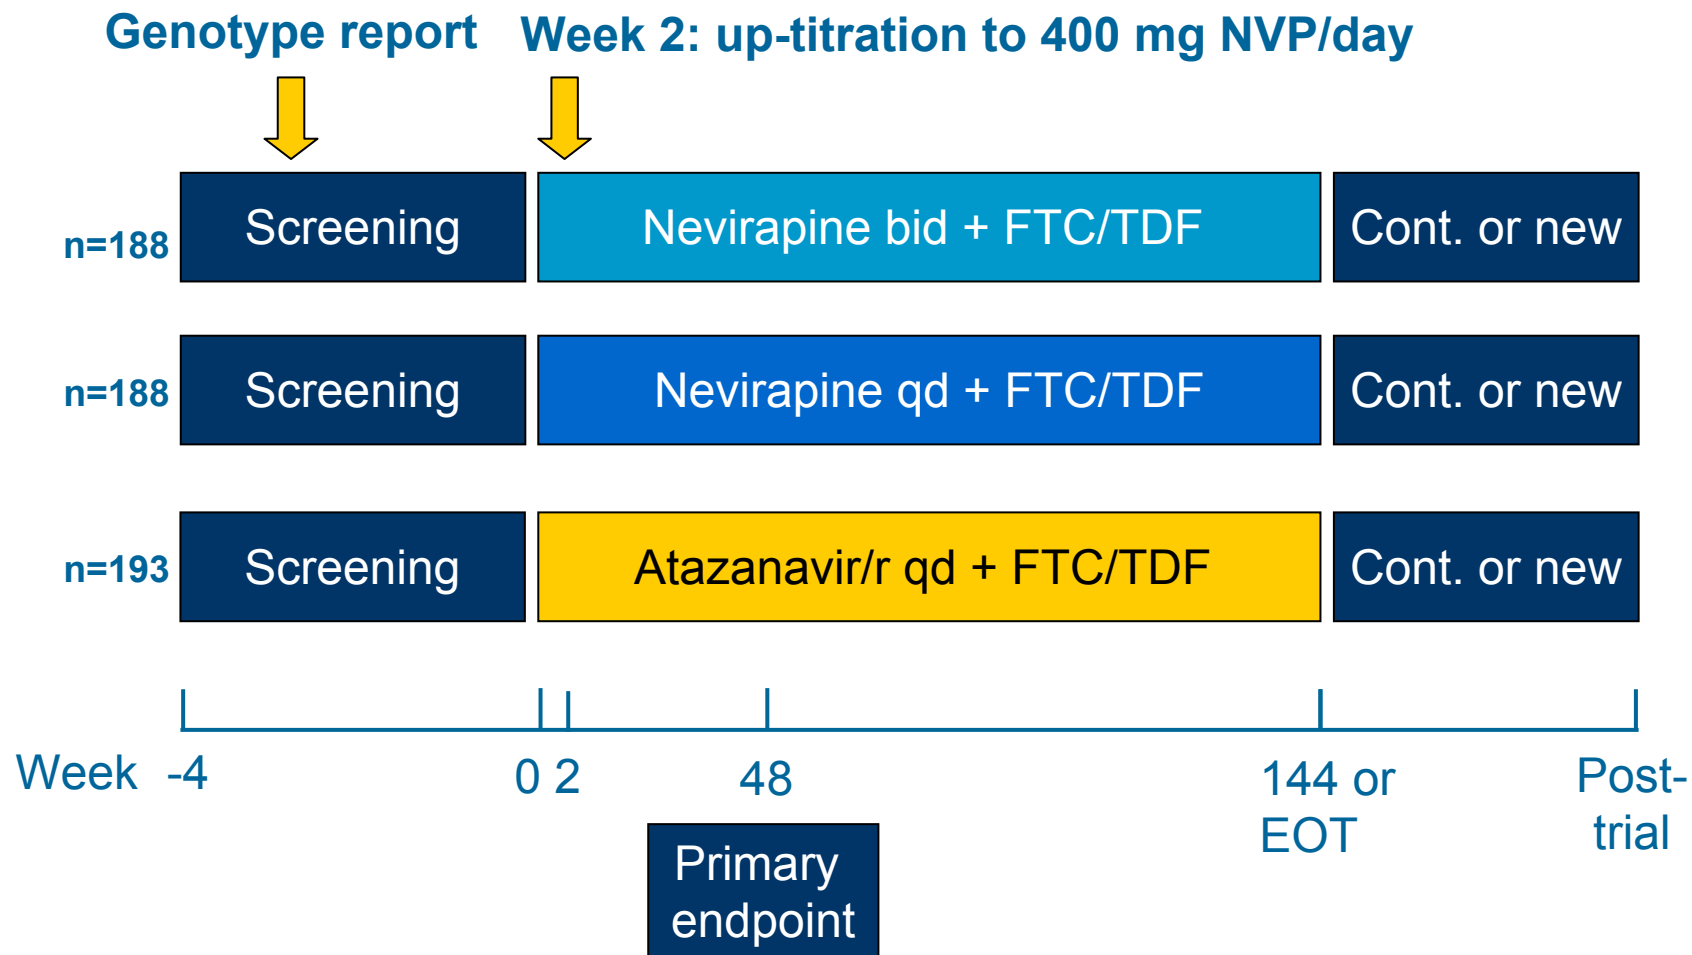 Genotype report
Week 2: up-titration to 400 mg NVP/day
n=188
Screening
Nevirapine bid + FTC/TDF
Cont. or new
n=188
Screening
Nevirapine qd + FTC/TDF
Cont. or new
n=193
Screening
Atazanavir/r qd + FTC/TDF
Cont. or new
Week
-4
0
2
48
144 or
EOT
Post-
trial
Primary
endpoint